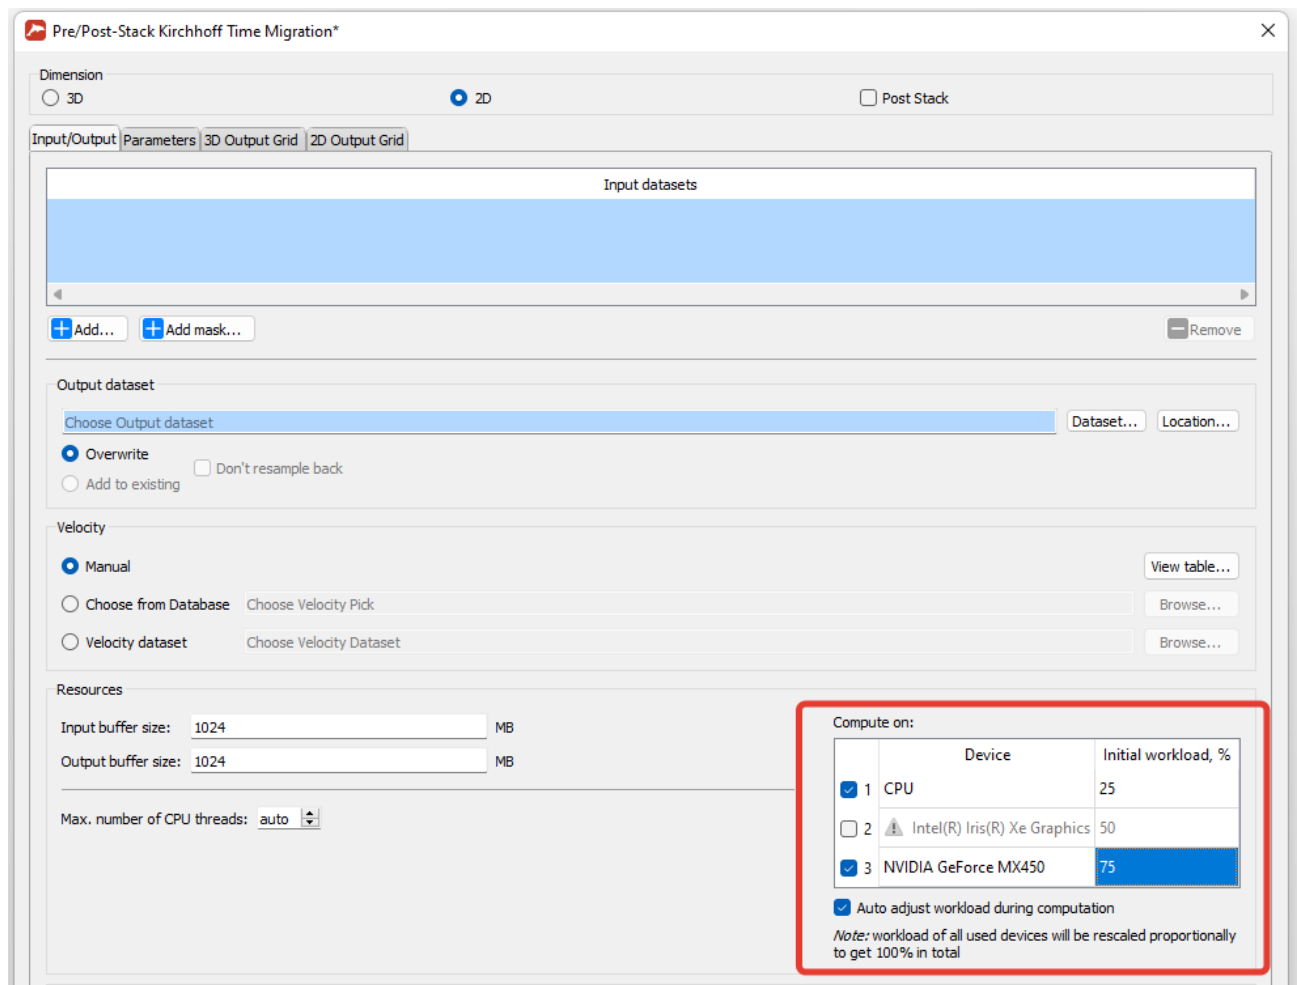 Pre/Post-Stack Kirchhoff Time Migration*
Dimension
3D 2D Post Stack
Input/Output Parameters 3D Output Grid 2D Output Grid
Input datasets
Add... Add mask... Remove
Output dataset
Choose Output dataset Dataset... Location...
Overwrite
Don't resample back
Add to existing
Velocity
Manual View table...
Choose from Database Choose Velocity Pick Browse...
Velocity dataset Choose Velocity Dataset Browse...
Resources
Input buffer size: 1024 MB
Output buffer size: 1024 MB
Max. number of CPU threads: auto
Compute on:
Device Initial workload, %
1 CPU 25
2 Intel(R) Iris(R) Xe Graphics 50
3 NVIDIA GeForce MX450 75
Auto adjust workload during computation
Note: workload of all used devices will be rescaled proportionally
to get 100% in total